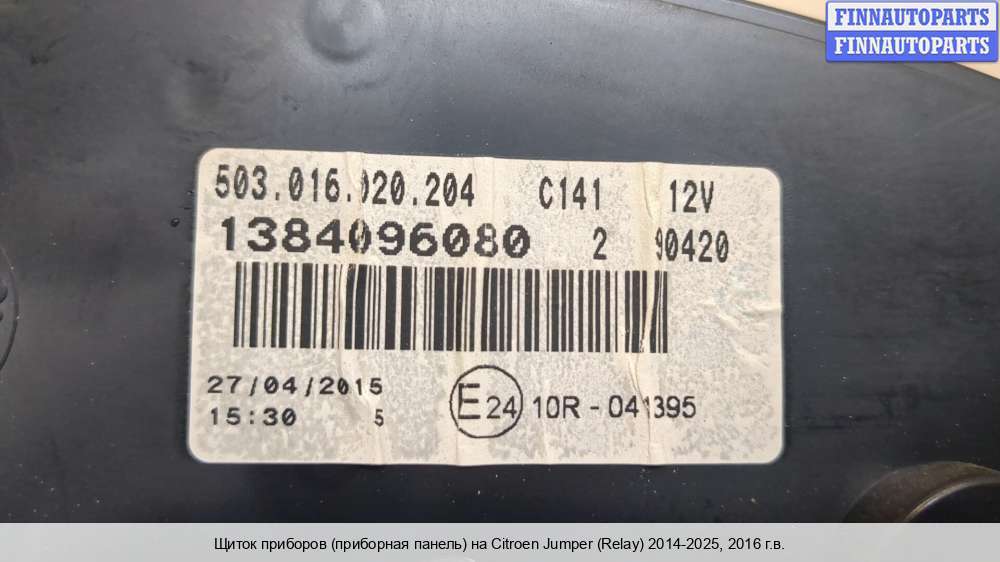 FINNAUTOPARTS
FINNAUTOPARTS
503.016.020.204 C141 12V
1384096080 2 90420
27/04/2015
15:30 5
E24 10R - 041395
Щиток приборов (приборная панель) на Citroen Jumper (Relay) 2014-2025, 2016 г.в.